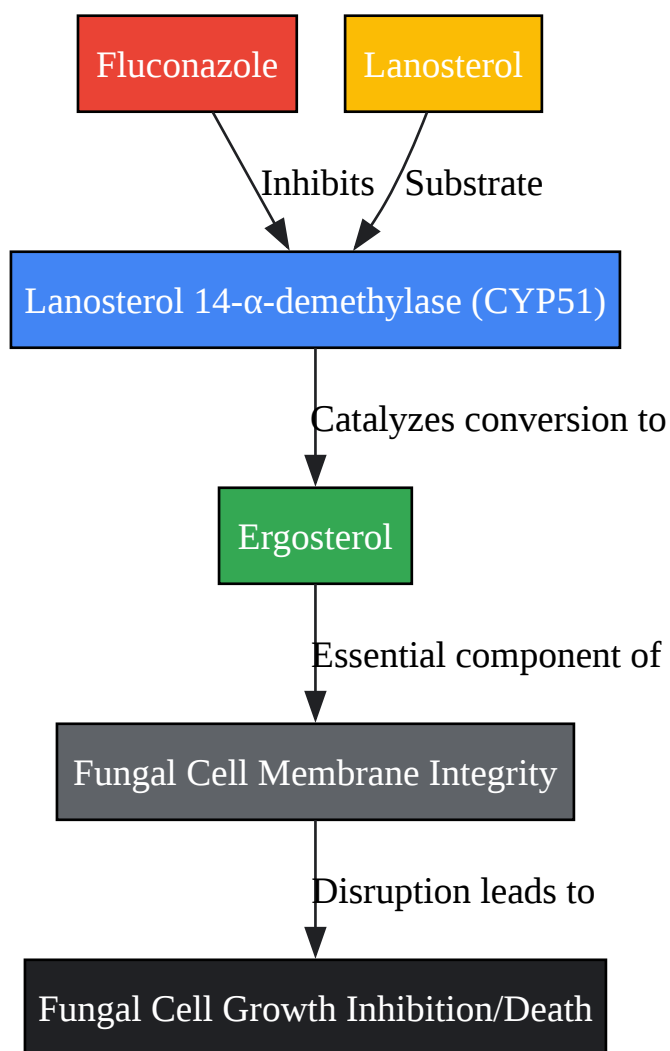 Fluconazole
Lanosterol
Inhibits
Substrate
Lanosterol 14-α-demethylase (CYP51)
Catalyzes conversion to
Ergosterol
Essential component of
Fungal Cell Membrane Integrity
Disruption leads to
Fungal Cell Growth Inhibition/Death